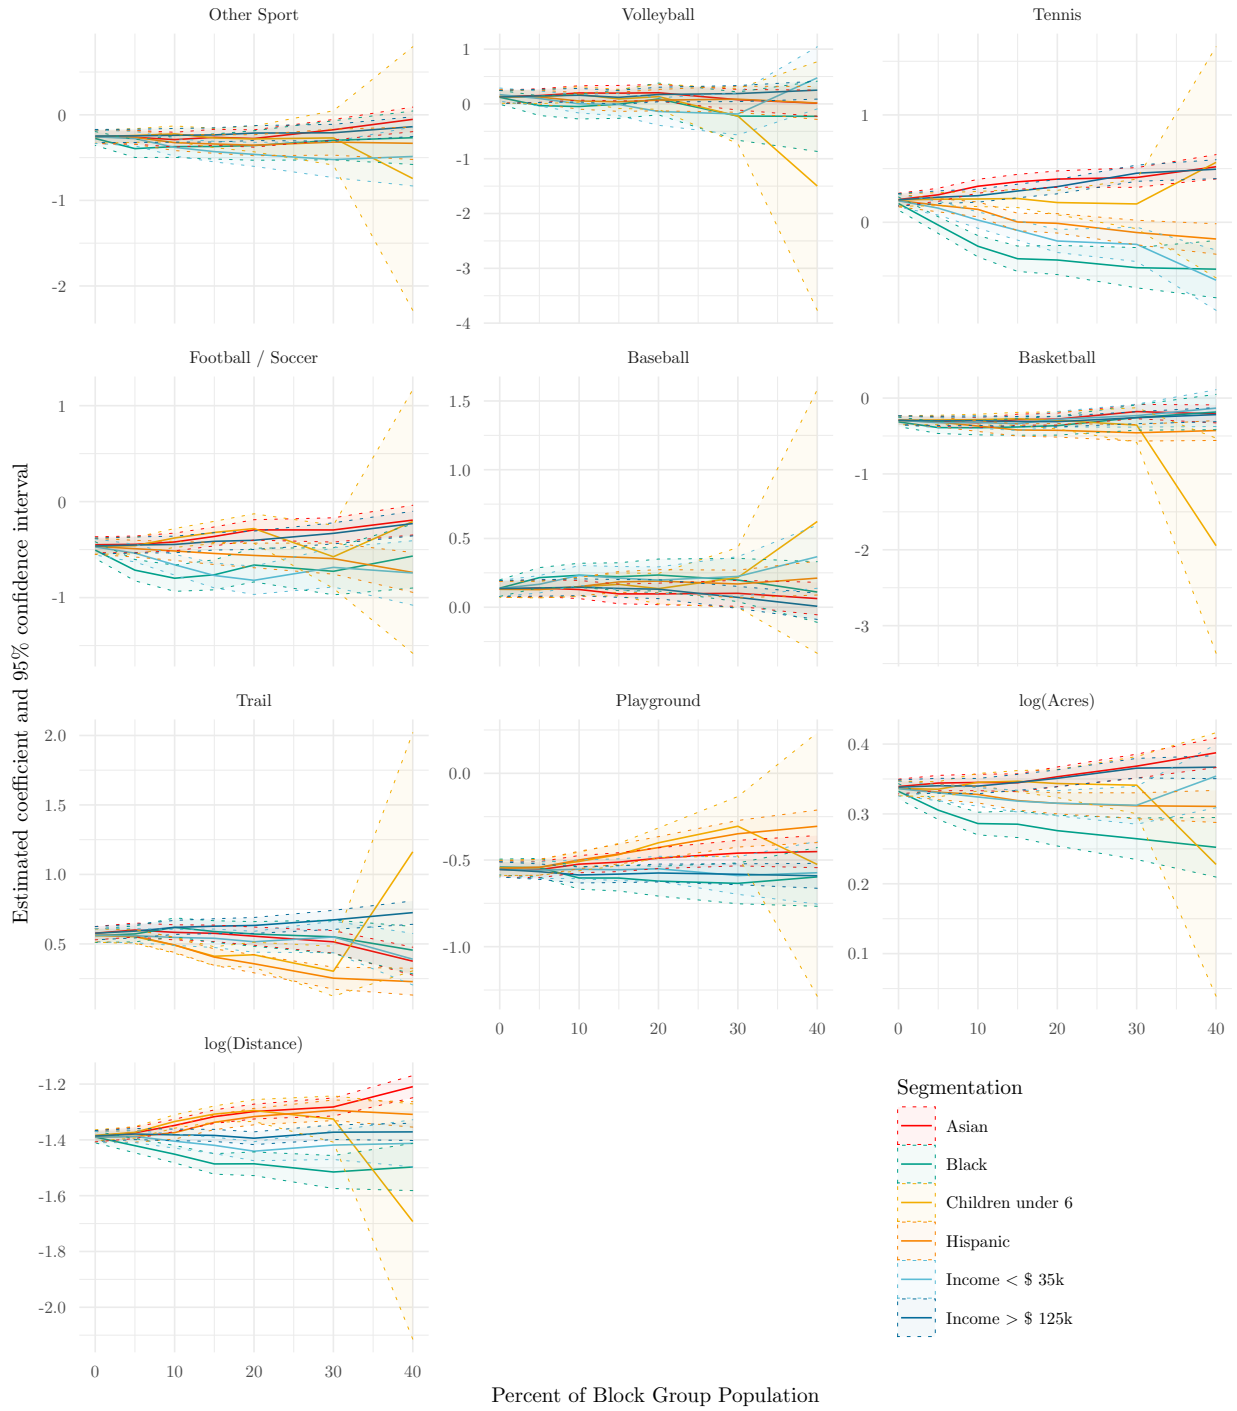 Other Sport
Volleyball
Tennis
0
-1
-2
1
0
-1
-2
-3
-4
1
0
Football / Soccer
Baseball
Basketball
1
0
-1
1.5
1.0
0.5
0.0
0
-1
-2
-3
Trail
Playground
log(Acres)
2.0
1.5
1.0
0.5
0.0
-0.5
-1.0
0.4
0.3
0.2
0.1
0 10 20 30 40
0 10 20 30 40
log(Distance)
-1.2
-1.4
-1.6
-1.8
-2.0
0 10 20 30 40
Estimated coefficient and 95% confidence interval
Percent of Block Group Population
Segmentation
Asian
Black
Children under 6
Hispanic
Income < $ 35k
Income > $ 125k